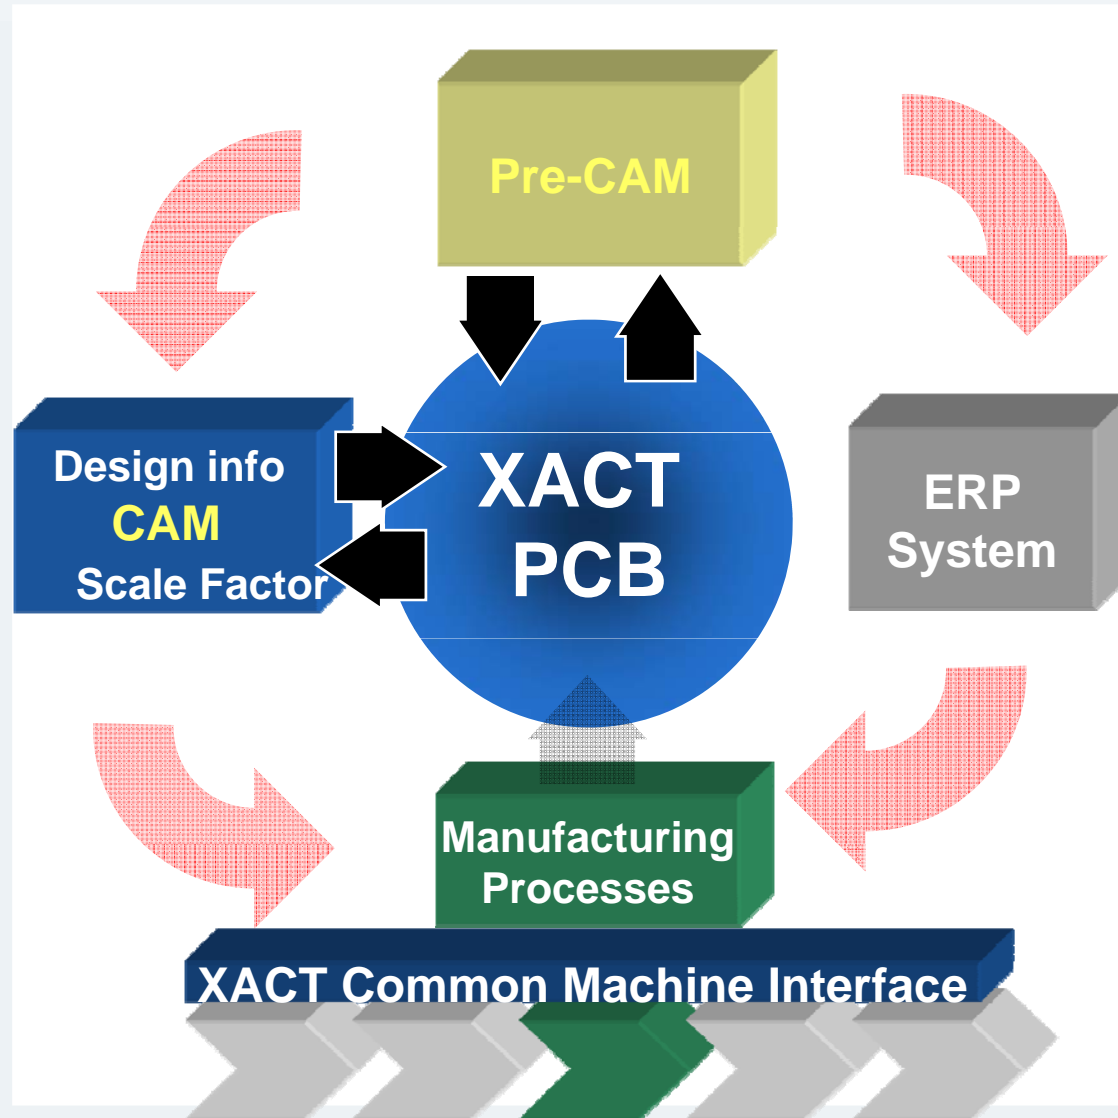 Pre-CAM
Design info
CAM
Scale Factor
XACT
PCB
ERP
System
Manufacturing
Processes
XACT Common Machine Interface